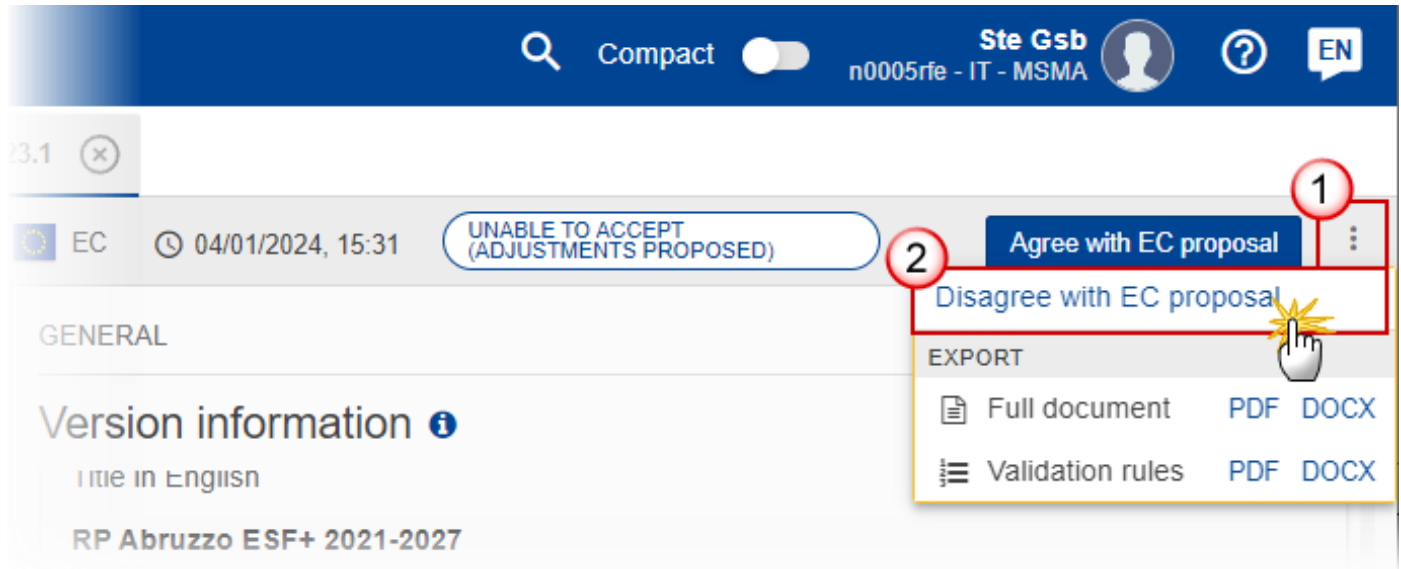 Compact
Ste Gsb
n0005rfe - IT - MSMA
EN
23.1
EC
04/01/2024, 15:31
UNABLE TO ACCEPT
(ADJUSTMENTS PROPOSED)
Agree with EC proposal
1
2
Disagree with EC proposal
GENERAL
EXPORT
Full document PDF DOCX
Version information
Validation rules PDF DOCX
Title in English
RP Abruzzo ESF+ 2021-2027